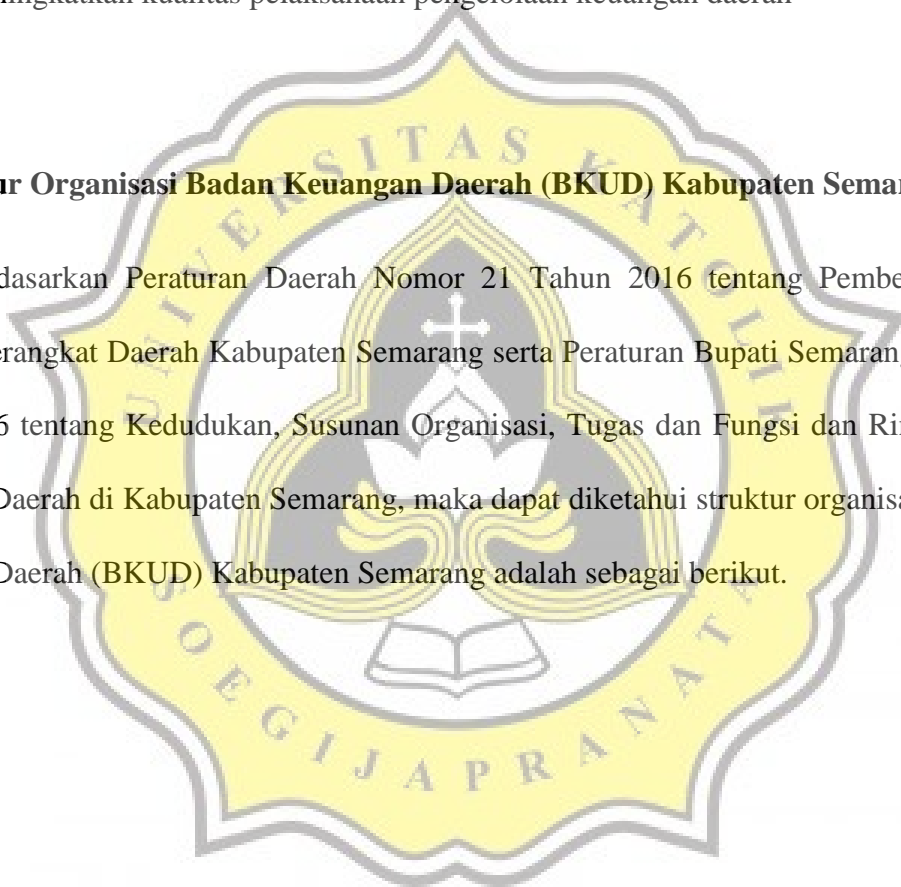 ingkatkan kualitas pelaksanaan pengelolaan keuangan daerah
ur Organisasi Badan Keuangan Daerah (BKUD) Kabupaten Semar
dasarkan Peraturan Daerah Nomor 21 Tahun 2016 tentang Pembe
erangkat Daerah Kabupaten Semarang serta Peraturan Bupati Semaran
6 tentang Kedudukan, Susunan Organisasi, Tugas dan Fungsi dan Rin
Daerah di Kabupaten Semarang, maka dapat diketahui struktur organisa
Daerah (BKUD) Kabupaten Semarang adalah sebagai berikut.
UNIVERSITAS KATOLIK
SOEGIJAPRANATA